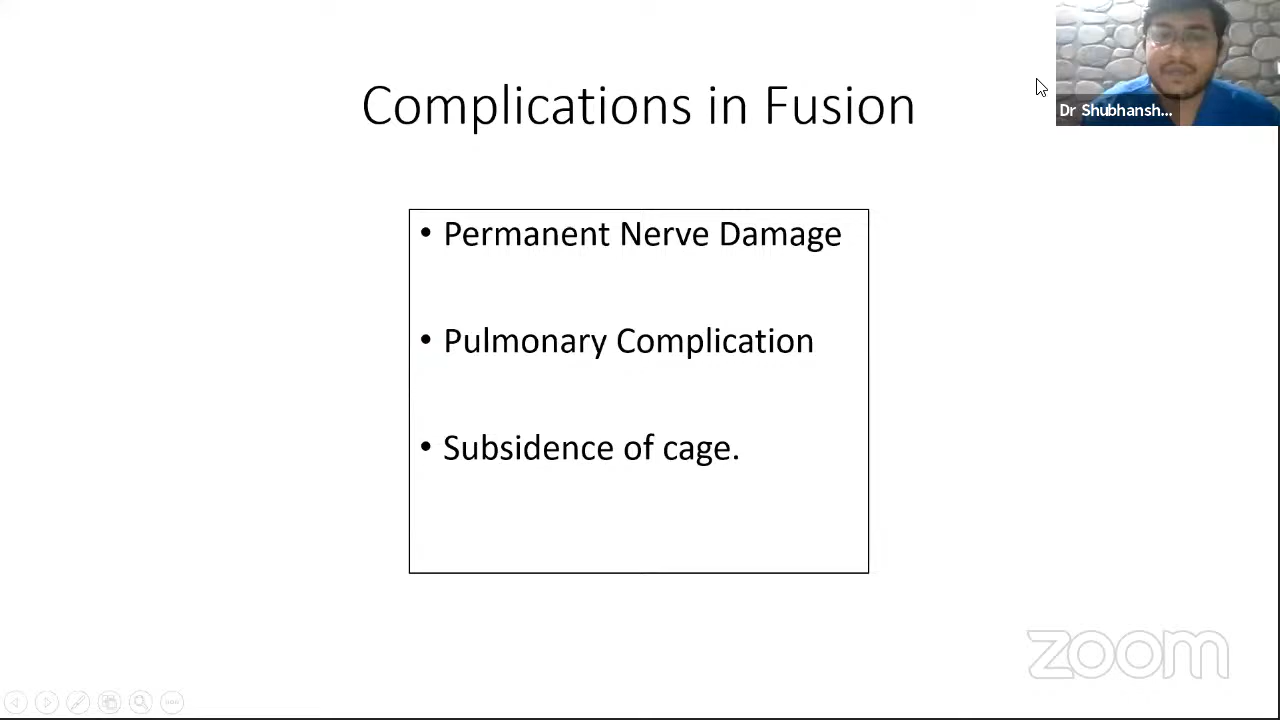 Complications in Fusion
Dr Shubhansh...
• Permanent Nerve Damage
• Pulmonary Complication
• Subsidence of cage.
zoom